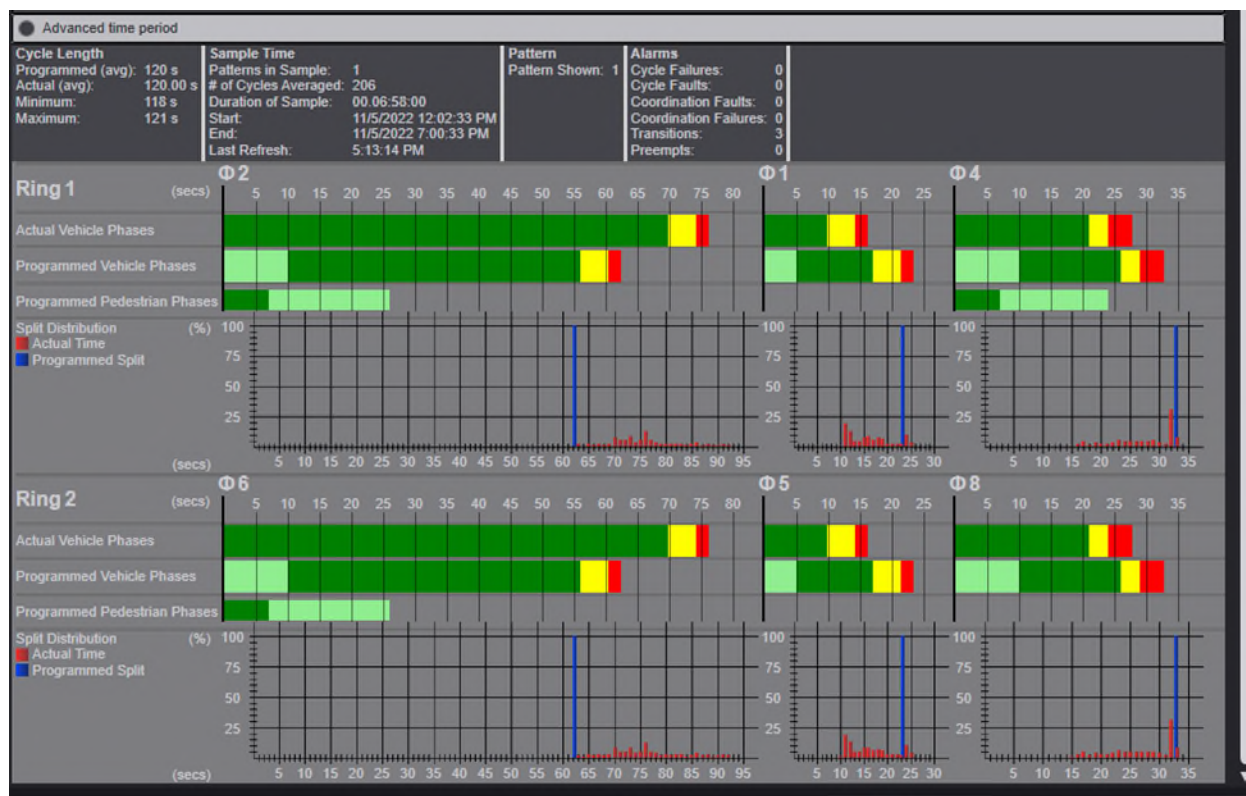 Advanced time period
Cycle Length
Programmed (avg): 120 s
Actual (avg): 120.00 s
Minimum: 118 s
Maximum: 121 s
Sample Time
Patterns in Sample: 1
# of Cycles Averaged: 206
Duration of Sample: 00.06:58:00
Start: 11/5/2022 12:02:33 PM
End: 11/5/2022 7:00:33 PM
Last Refresh: 5:13:14 PM
Pattern
Pattern Shown: 1
Alarms
Cycle Failures: 0
Cycle Faults: 0
Coordination Faults: 0
Coordination Failures: 0
Transitions: 3
Preempts: 0
Φ2 Φ1 Φ4
Ring 1 (secs) 5 10 15 20 25 30 35 40 45 50 55 60 65 70 75 80 5 10 15 20 25 5 10 15 20 25 30 35
Actual Vehicle Phases
Programmed Vehicle Phases
Programmed Pedestrian Phases
Split Distribution (%) 100 100 100
Actual Time
Programmed Split 75 75 75
50 50 50
25 25 25
(secs) 5 10 15 20 25 30 35 40 45 50 55 60 65 70 75 80 85 90 95 5 10 15 20 25 30 5 10 15 20 25 30 35
Φ6 Φ5 Φ8
Ring 2 (secs) 5 10 15 20 25 30 35 40 45 50 55 60 65 70 75 80 5 10 15 20 25 5 10 15 20 25 30 35
Actual Vehicle Phases
Programmed Vehicle Phases
Programmed Pedestrian Phases
Split Distribution (%) 100 100 100
Actual Time
Programmed Split 75 75 75
50 50 50
25 25 25
(secs) 5 10 15 20 25 30 35 40 45 50 55 60 65 70 75 80 85 90 95 5 10 15 20 25 30 5 10 15 20 25 30 35